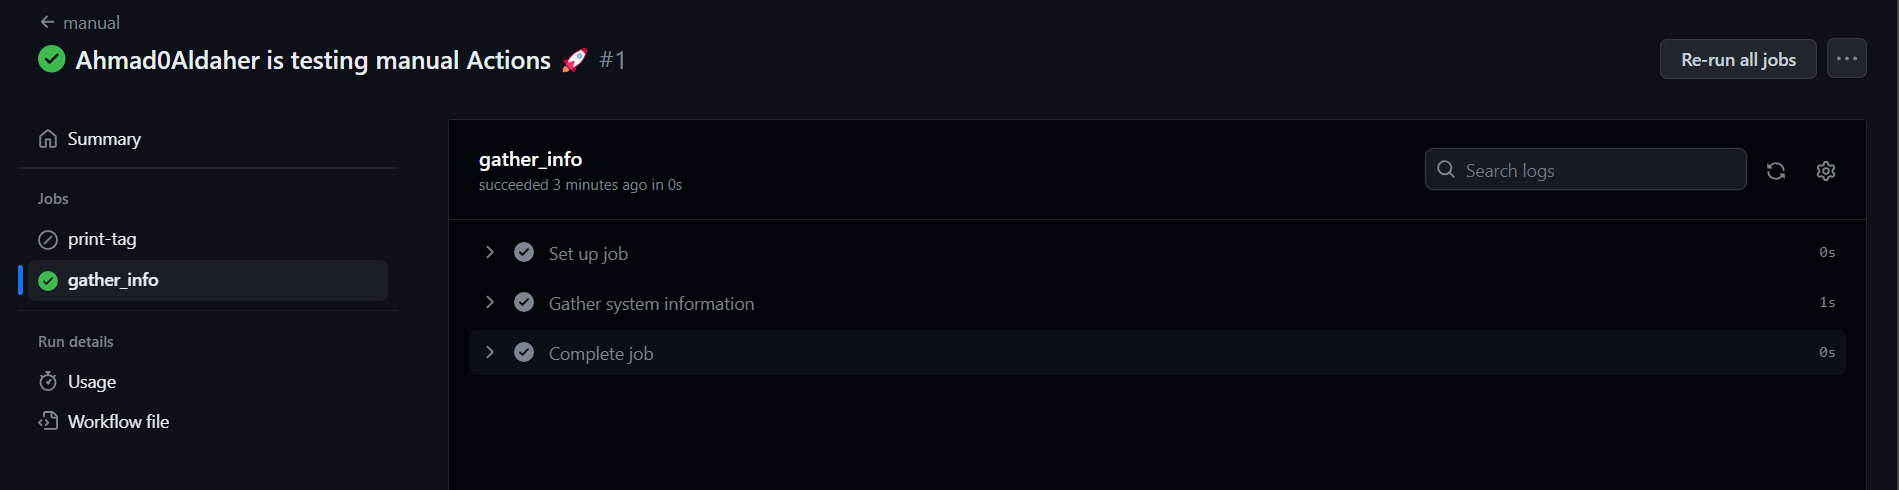 manual
Ahmad0Aldaher is testing manual Actions 🚀 #1
Re-run all jobs
Summary
Jobs
print-tag
gather_info
Run details
Usage
Workflow file
gather_info
succeeded 3 minutes ago in 0s
Search logs
Set up job 0s
Gather system information 1s
Complete job 0s